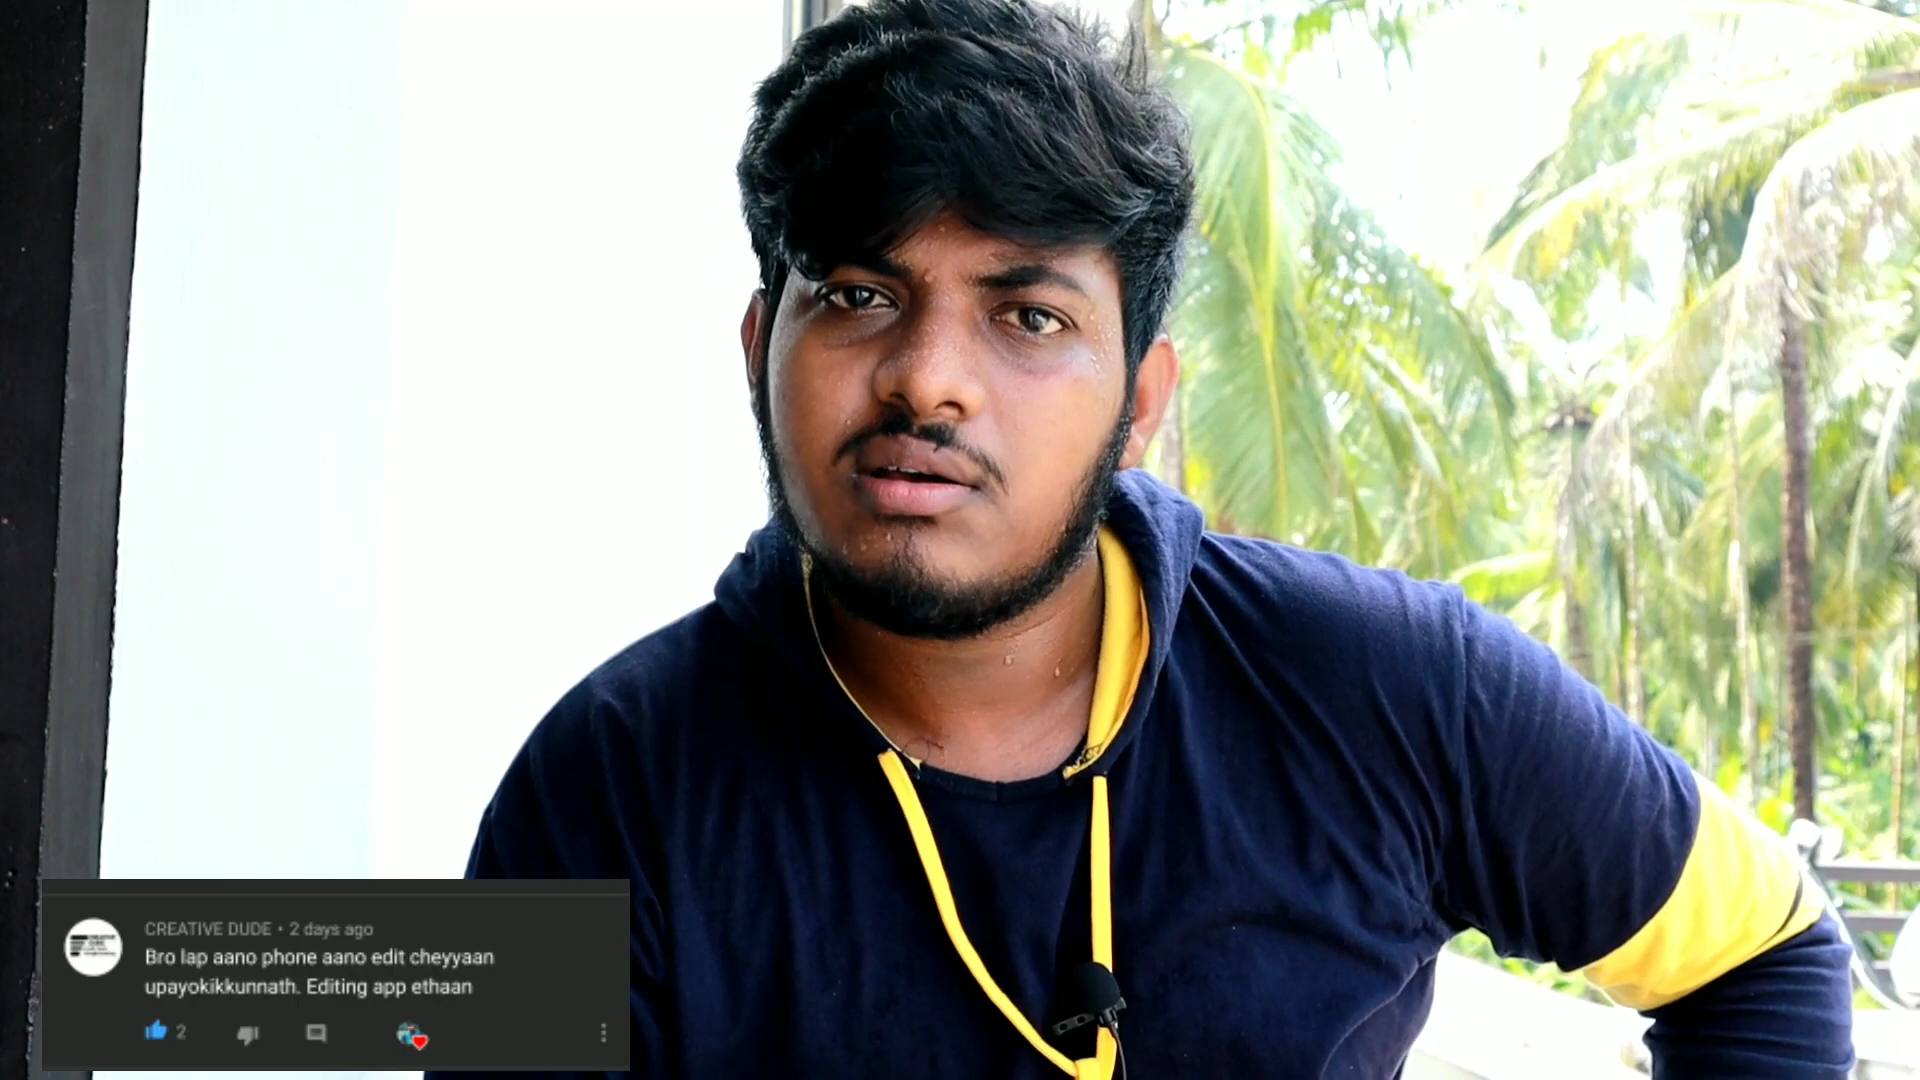 CREATIVE DUDE • 2 days ago
Bro lap aano phone aano edit cheyyaan
upayokikkunnath. Editing app ethaan
2